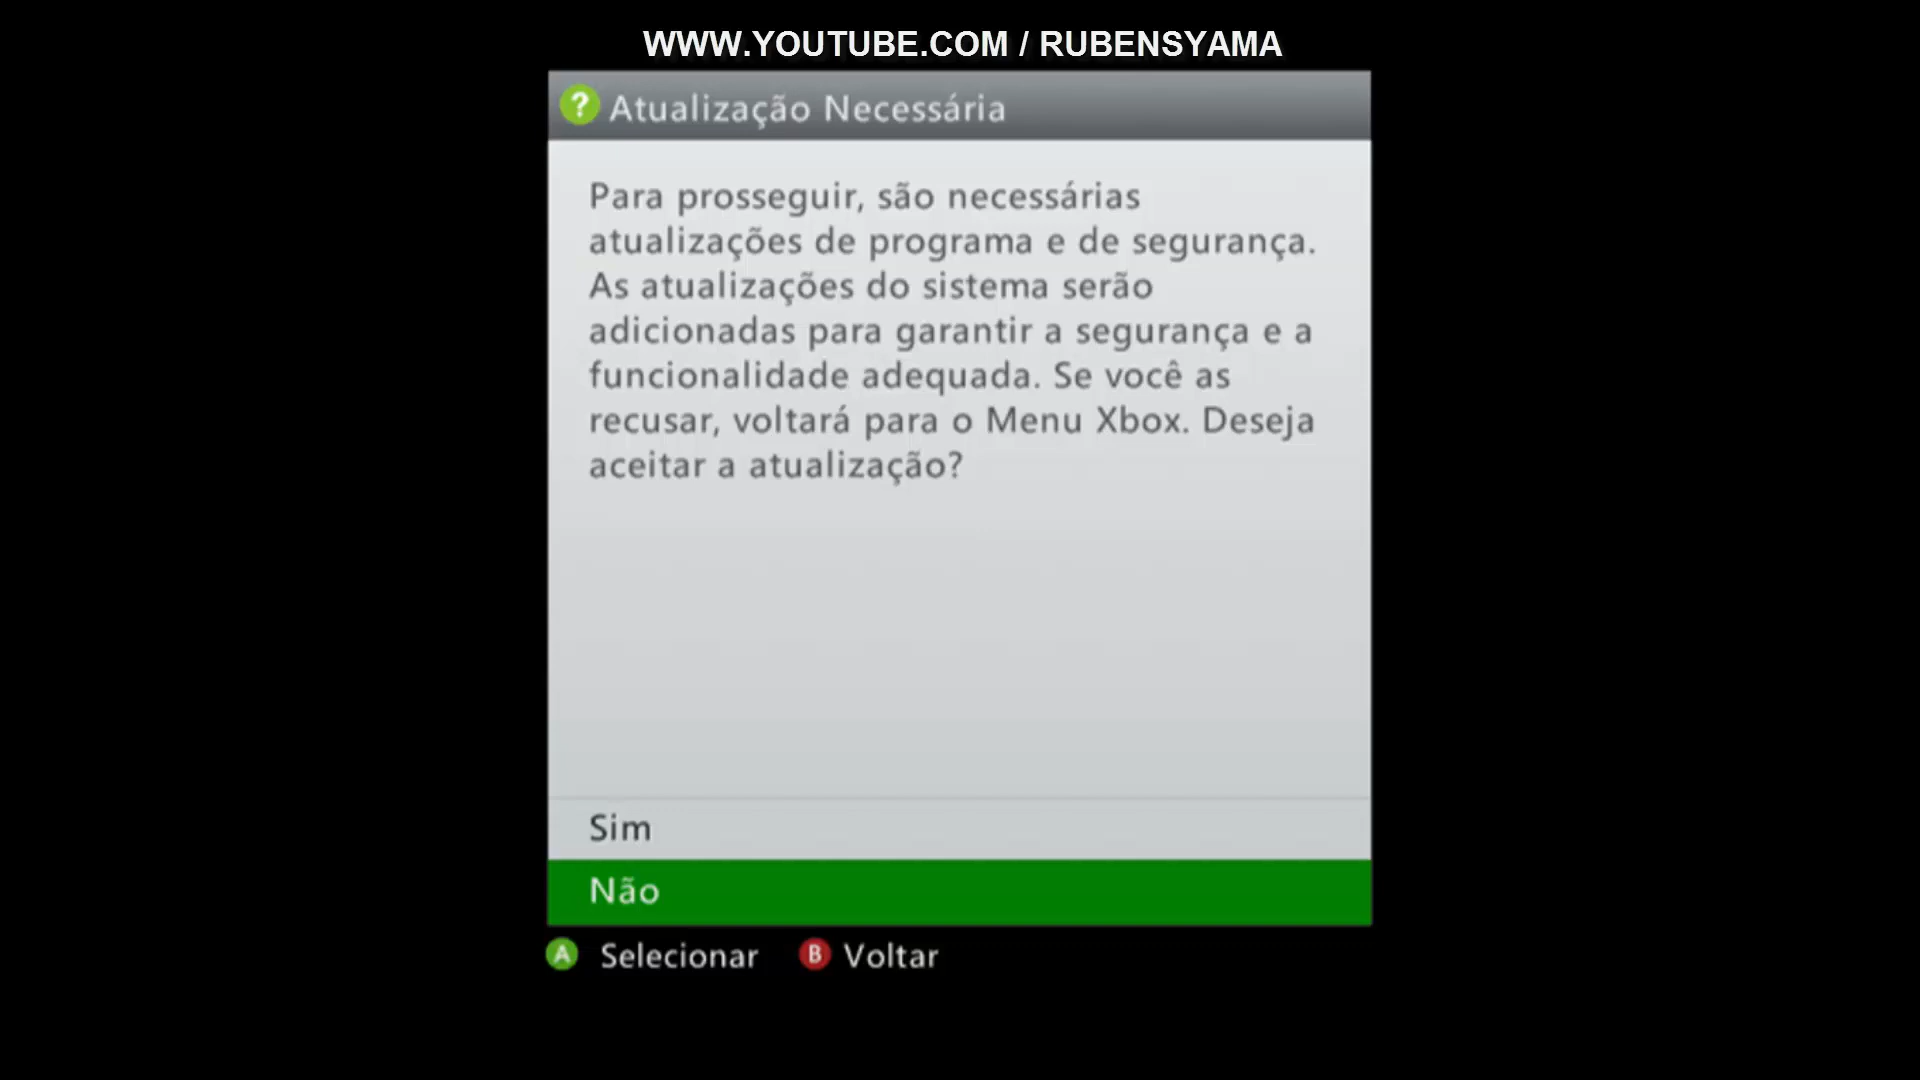 WWW.YOUTUBE.COM / RUBENSYAMA
? Atualização Necessária
Para prosseguir, são necessárias
atualizações de programa e de segurança.
As atualizações do sistema serão
adicionadas para garantir a segurança e a
funcionalidade adequada. Se você as
recusar, voltará para o Menu Xbox. Deseja
aceitar a atualização?
Sim
Não
A Selecionar B Voltar